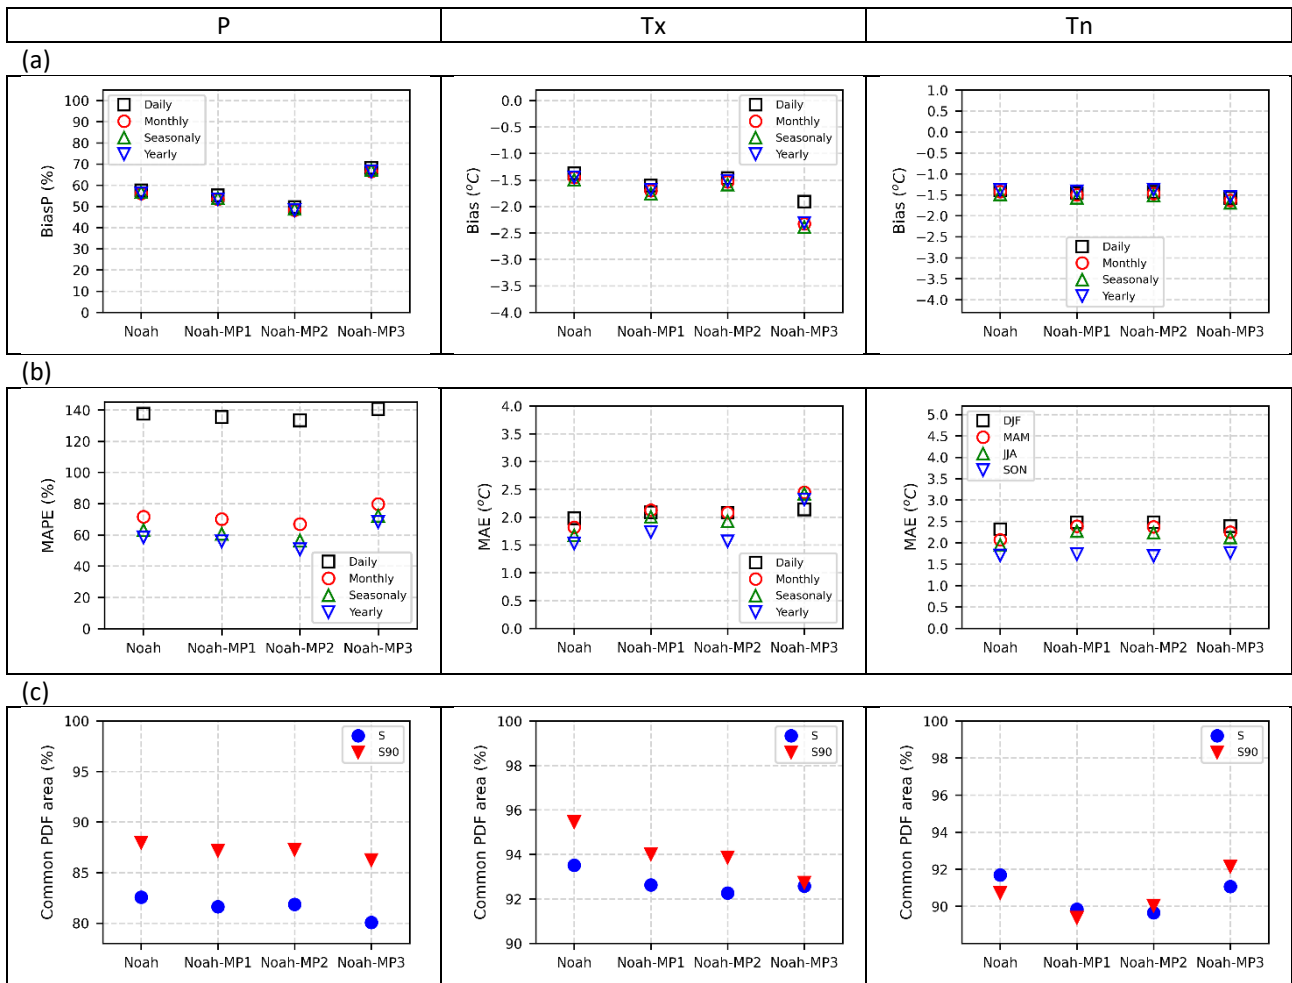 P Tx Tn
(a)
BiasP (%)
100
90
80
70
60
50
40
30
20
10
0
Daily
Monthly
Seasonaly
Yearly
Noah Noah-MP1 Noah-MP2 Noah-MP3
Bias (°C)
0.0
−0.5
−1.0
−1.5
−2.0
−2.5
−3.0
−3.5
−4.0
Daily
Monthly
Seasonaly
Yearly
Noah Noah-MP1 Noah-MP2 Noah-MP3
Bias (°C)
1.0
0.5
0.0
−0.5
−1.0
−1.5
−2.0
−2.5
−3.0
−3.5
−4.0
Daily
Monthly
Seasonaly
Yearly
Noah Noah-MP1 Noah-MP2 Noah-MP3
(b)
MAPE (%)
140
120
100
80
60
40
20
0
Daily
Monthly
Seasonaly
Yearly
Noah Noah-MP1 Noah-MP2 Noah-MP3
MAE (°C)
4.0
3.5
3.0
2.5
2.0
1.5
1.0
0.5
0.0
Daily
Monthly
Seasonaly
Yearly
Noah Noah-MP1 Noah-MP2 Noah-MP3
MAE (°C)
5.0
4.5
4.0
3.5
3.0
2.5
2.0
1.5
1.0
0.5
0.0
DJF
MAM
JJA
SON
Noah Noah-MP1 Noah-MP2 Noah-MP3
(c)
Common PDF area (%)
100
95
90
85
80
S
S90
Noah Noah-MP1 Noah-MP2 Noah-MP3
Common PDF area (%)
100
98
96
94
92
90
S
S90
Noah Noah-MP1 Noah-MP2 Noah-MP3
Common PDF area (%)
100
98
96
94
92
90
S
S90
Noah Noah-MP1 Noah-MP2 Noah-MP3